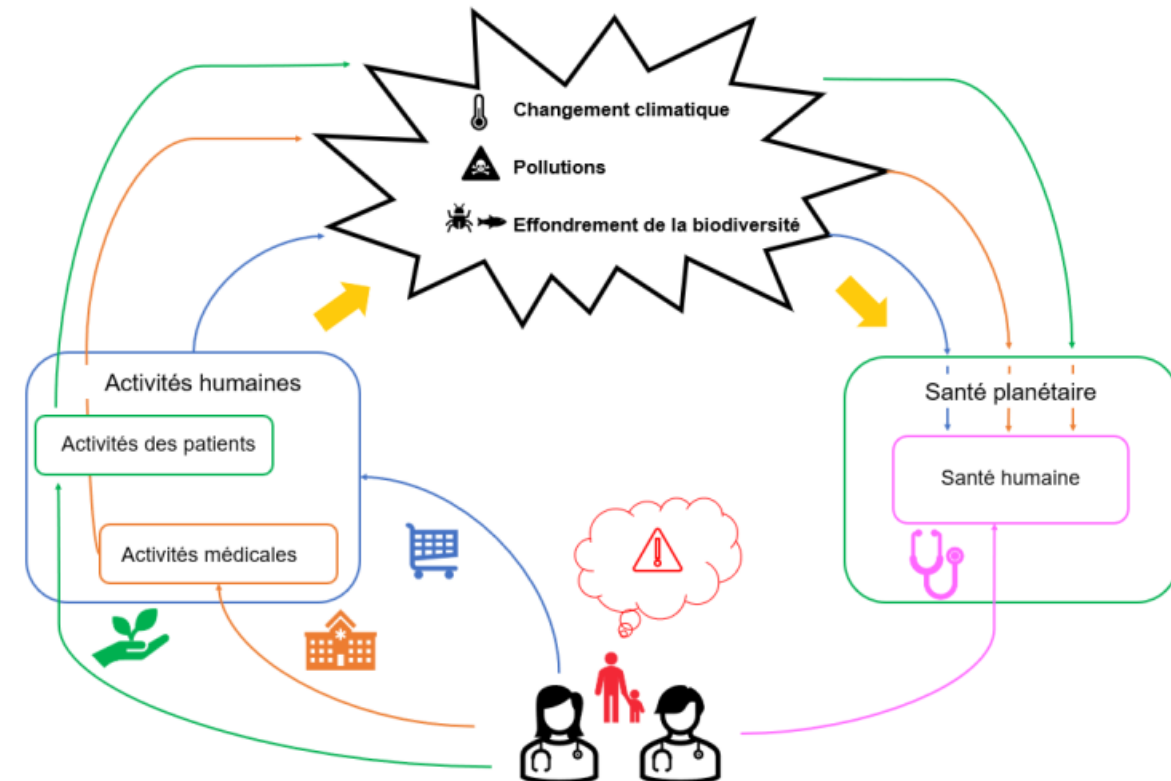 Changement climatique
Pollutions
Effondrement de la biodiversité
Activités humaines
Activités des patients
Activités médicales
Santé planétaire
Santé humaine